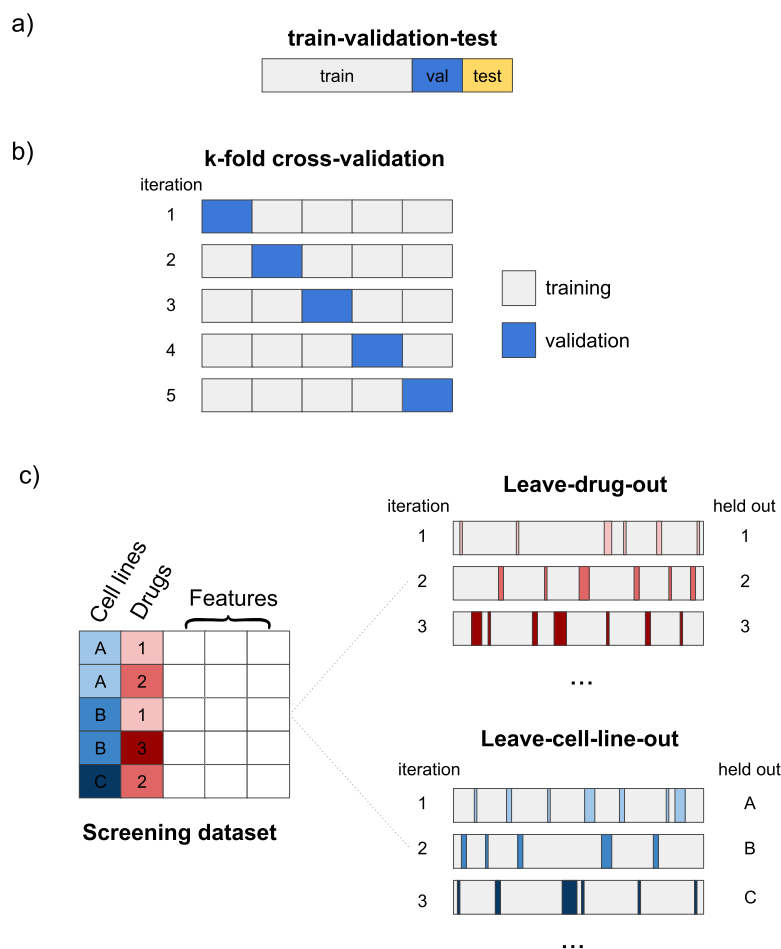 a)
train-validation-test
train val test
b)
k-fold cross-validation
iteration
1
2
3
4
5
training
validation
c)
Cell lines
Drugs
Features
A 1
A 2
B 1
B 3
C 2
Screening dataset
Leave-drug-out
iteration held out
1 1
2 2
3 3
...
Leave-cell-line-out
iteration held out
1 A
2 B
3 C
...